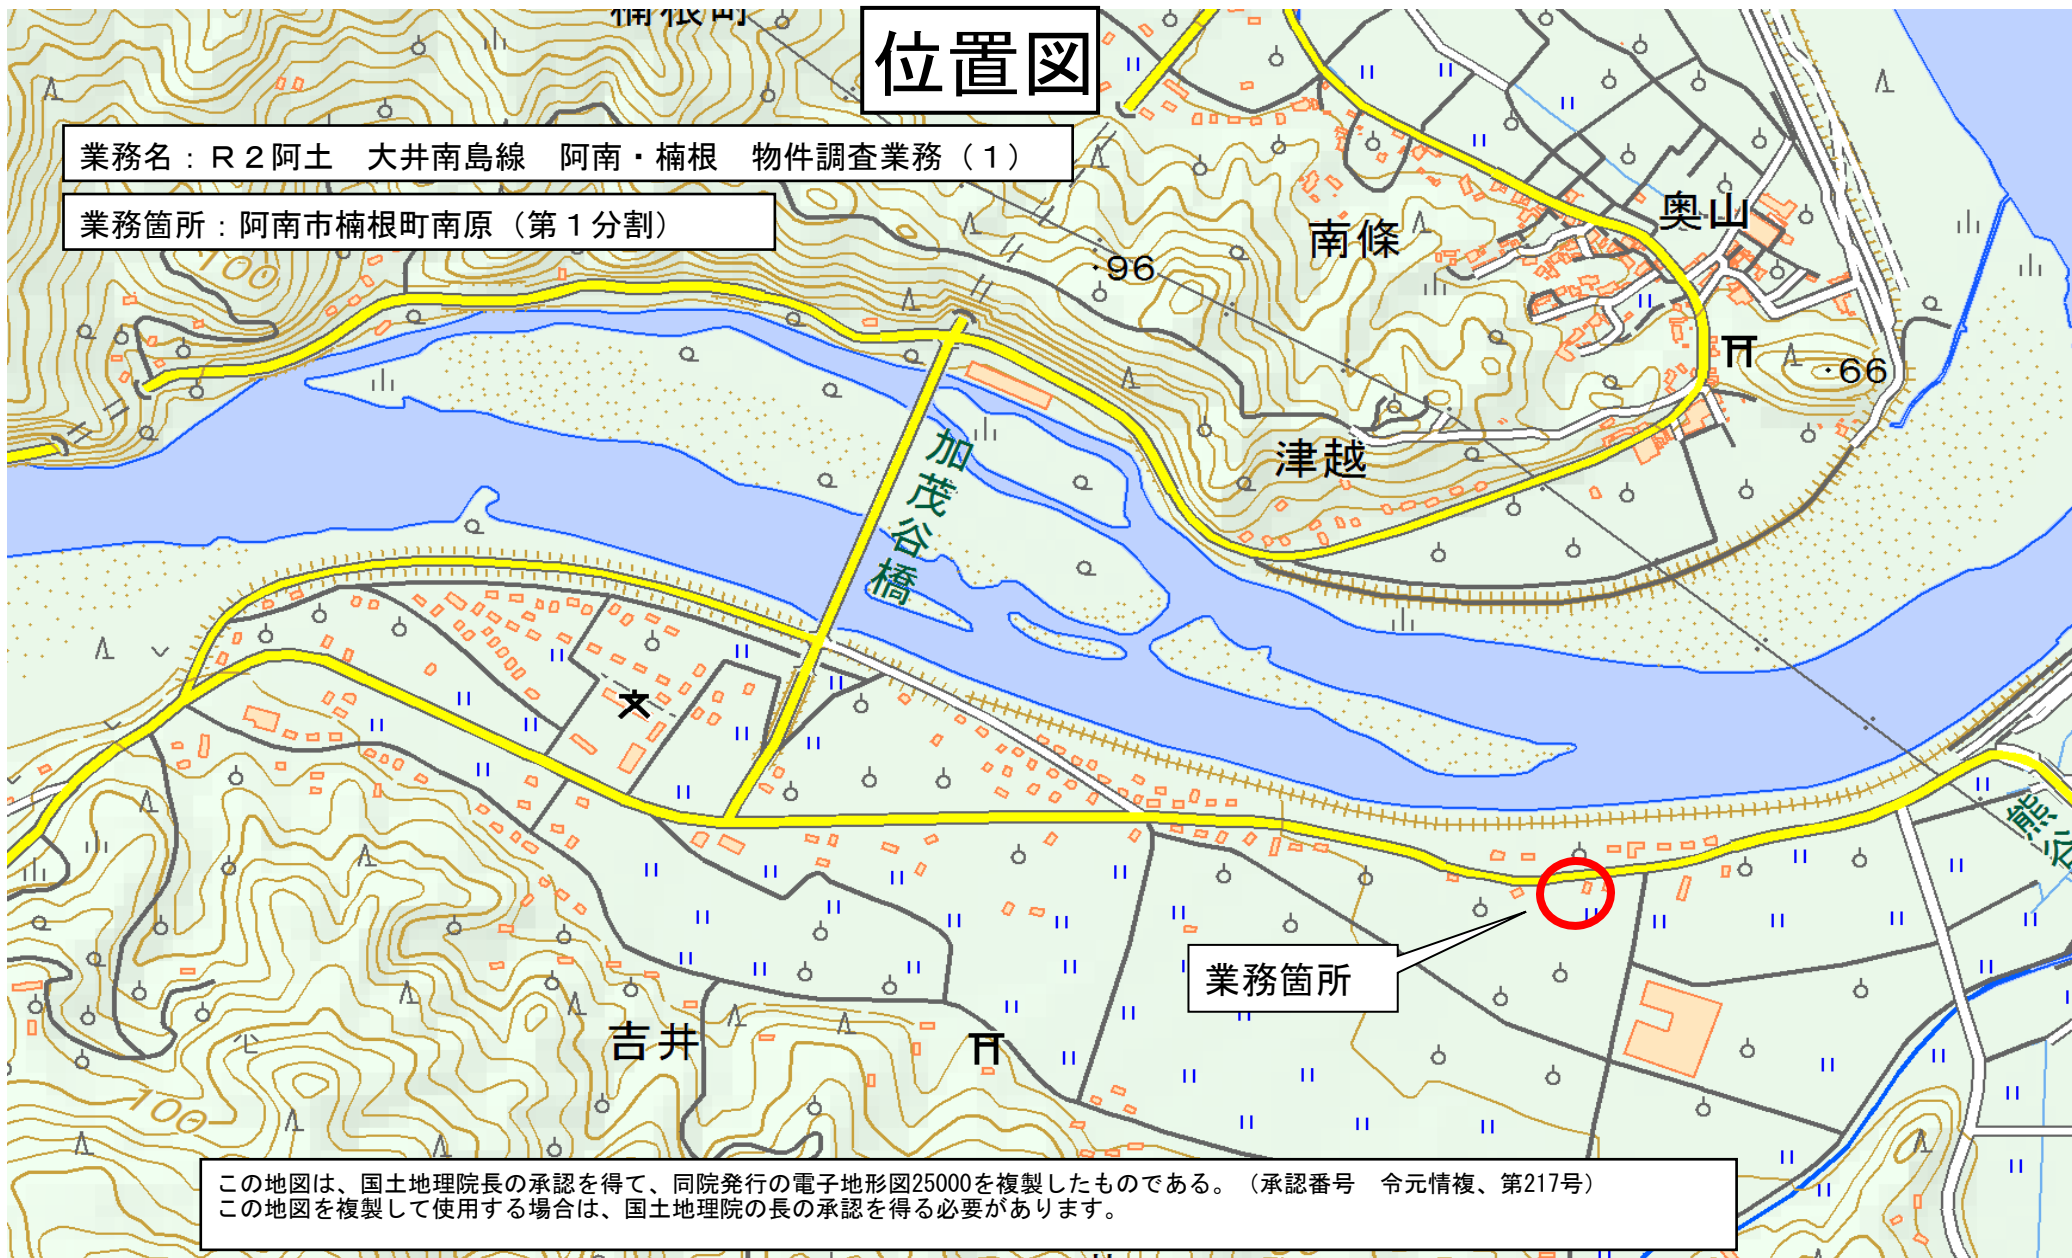 楠根町
位置図
業務名：Ｒ２阿土　大井南島線　阿南・楠根　物件調査業務（１）
業務箇所：阿南市楠根町南原（第１分割）
100
奥山
南條
96
66
津越
加茂谷橋
熊谷
業務箇所
吉井
100
この地図は、国土地理院長の承認を得て、同院発行の電子地形図25000を複製したものである。（承認番号　令元情複、第217号）
この地図を複製して使用する場合は、国土地理院の長の承認を得る必要があります。